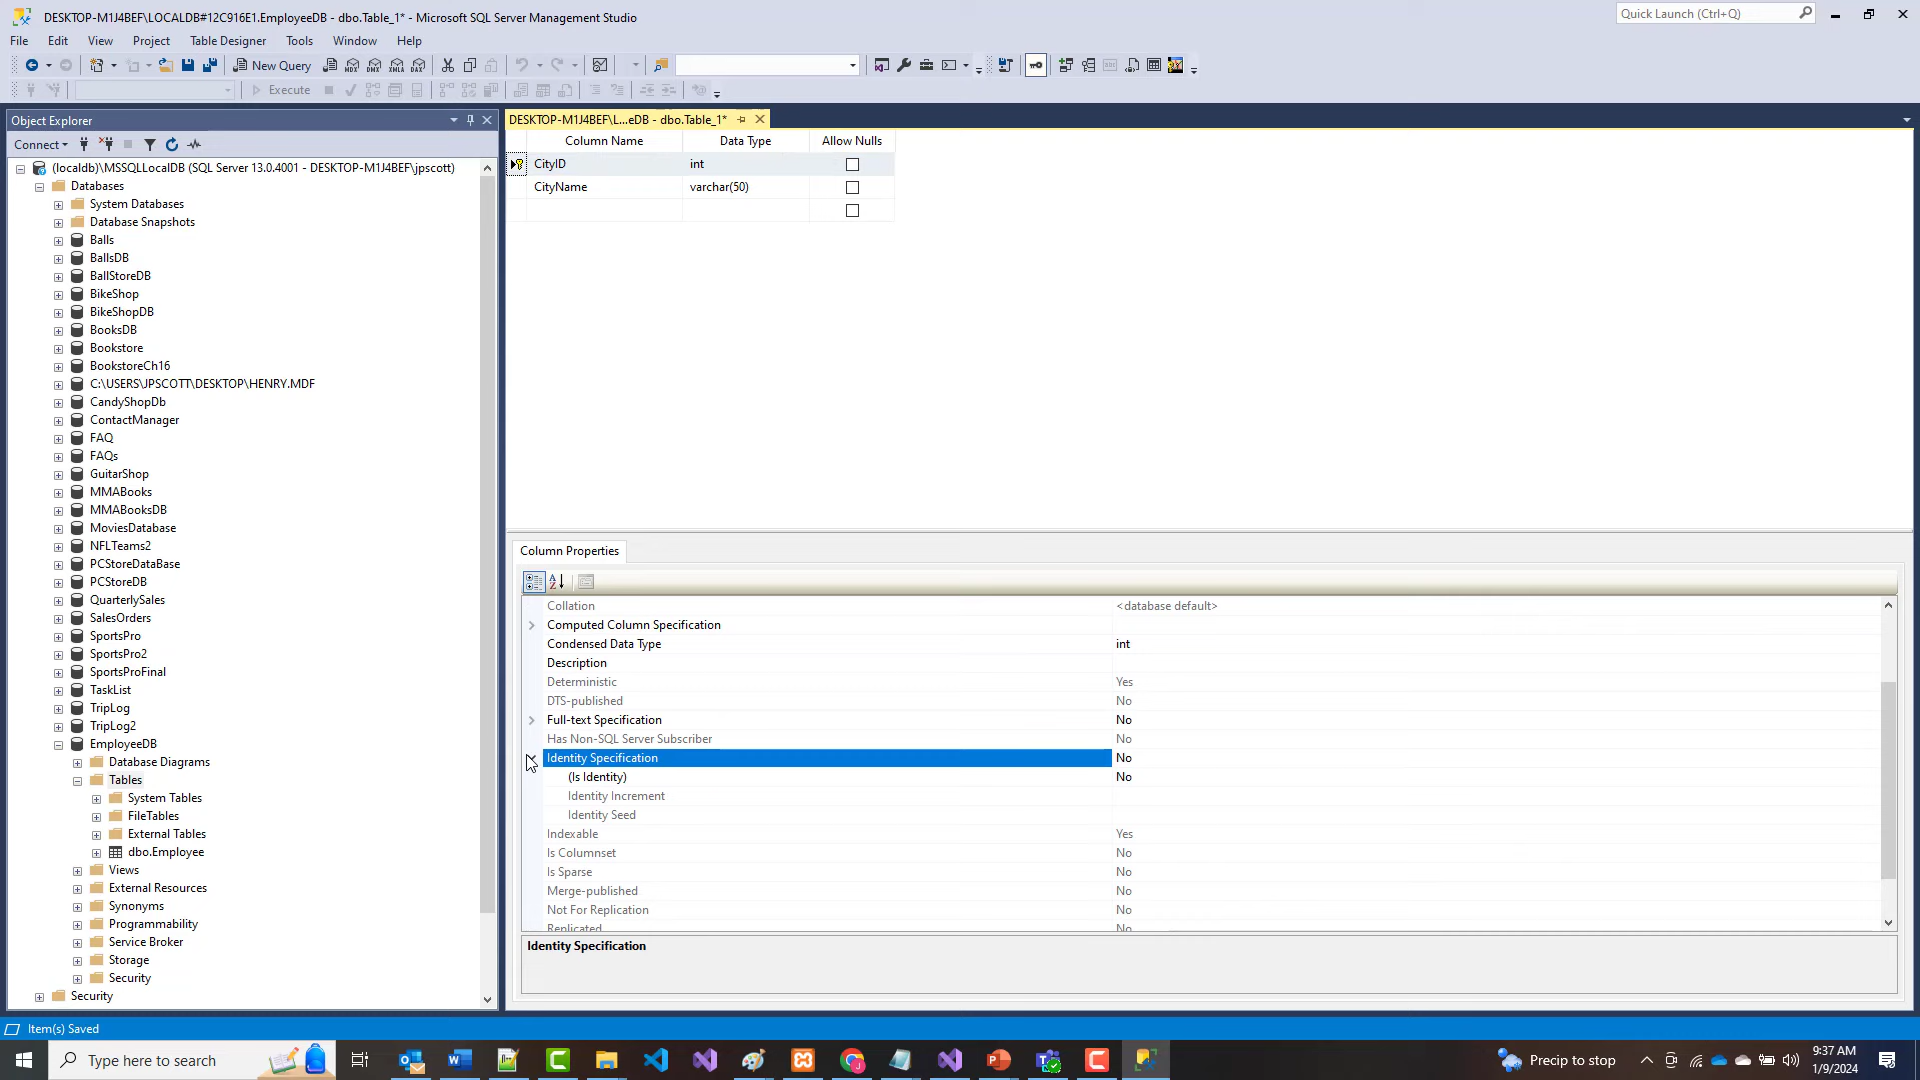 DESKTOP-M1J4BEF\LOCALDB#12C916E1.EmployeeDB - dbo.Table_1* - Microsoft SQL Server Management Studio
Quick Launch (Ctrl+Q)
File Edit View Project Table Designer Tools Window Help
New Query
Execute
Object Explorer
Connect
(localdb)\MSSQLLocalDB (SQL Server 13.0.4001 - DESKTOP-M1J4BEF\jpscott)
Databases
System Databases
Database Snapshots
Balls
BallsDB
BallStoreDB
BikeShop
BikeShopDB
BooksDB
Bookstore
BookstoreCh16
C:\USERS\JPSCOTT\DESKTOP\HENRY.MDF
CandyShopDb
ContactManager
FAQ
FAQs
GuitarShop
MMABooks
MMABooksDB
MoviesDatabase
NFLTeams2
PCStoreDataBase
PCStoreDB
QuarterlySales
SalesOrders
SportsPro
SportsPro2
SportsProFinal
TaskList
TripLog
TripLog2
EmployeeDB
Database Diagrams
Tables
System Tables
FileTables
External Tables
dbo.Employee
Views
External Resources
Synonyms
Programmability
Service Broker
Storage
Security
Security
DESKTOP-M1J4BEF\L...eDB - dbo.Table_1*
Column Name Data Type Allow Nulls
CityID int
CityName varchar(50)
Column Properties
Collation <database default>
Computed Column Specification
Condensed Data Type int
Description
Deterministic Yes
DTS-published No
Full-text Specification No
Has Non-SQL Server Subscriber No
Identity Specification No
(Is Identity) No
Identity Increment
Identity Seed
Indexable Yes
Is Columnset No
Is Sparse No
Merge-published No
Not For Replication No
Replicated No
Identity Specification
Item(s) Saved
Type here to search
Precip to stop
9:37 AM
1/9/2024